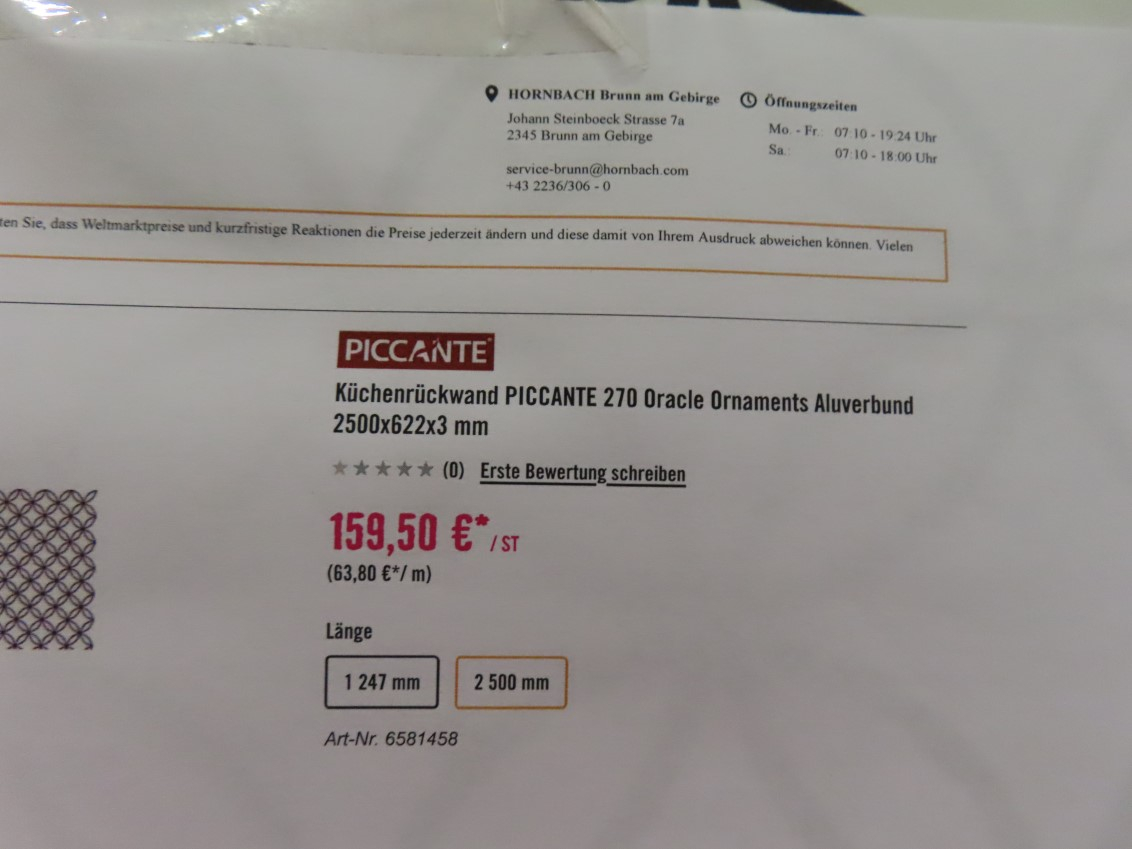 HORNBACH Brunn am Gebirge
Johann Steinboeck Strasse 7a
2345 Brunn am Gebirge
service-brunn@hornbach.com
+43 2236/306 - 0
Öffnungszeiten
Mo. - Fr.: 07:10 - 19:24 Uhr
Sa.: 07:10 - 18:00 Uhr
ten Sie, dass Weltmarktpreise und kurzfristige Reaktionen die Preise jederzeit ändern und diese damit von Ihrem Ausdruck abweichen können. Vielen
PICCANTE
Küchenrückwand PICCANTE 270 Oracle Ornaments Aluverbund
2500x622x3 mm
(0) Erste Bewertung schreiben
159,50 €* / ST
(63,80 €*/ m)
Länge
1 247 mm 2 500 mm
Art-Nr. 6581458